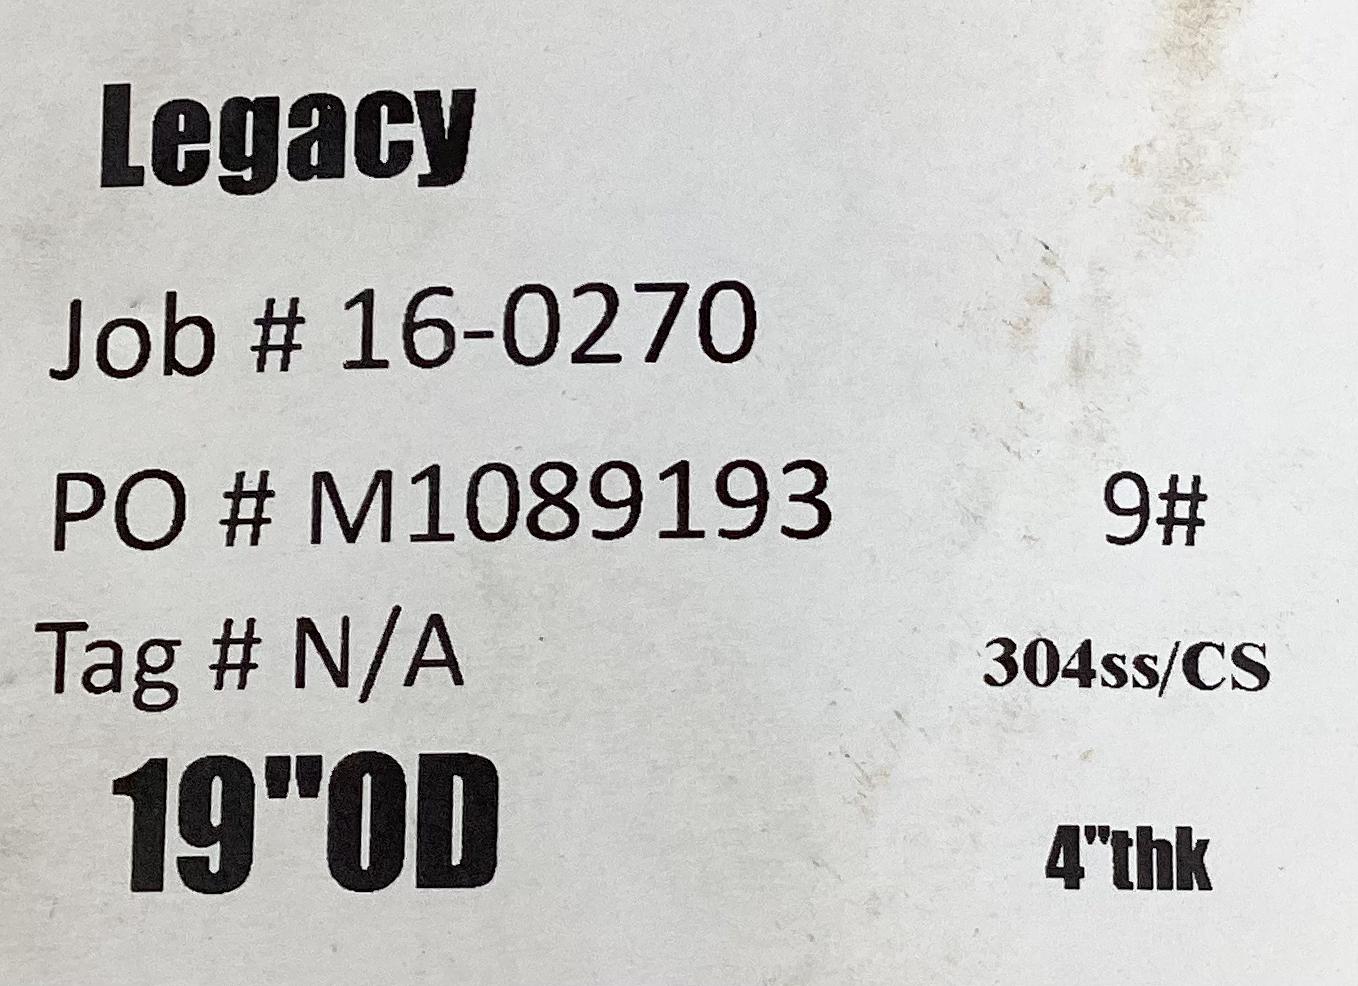 Legacy
Job # 16-0270
PO # M1089193
9#
Tag # N/A
304ss/CS
19"OD
4"thk